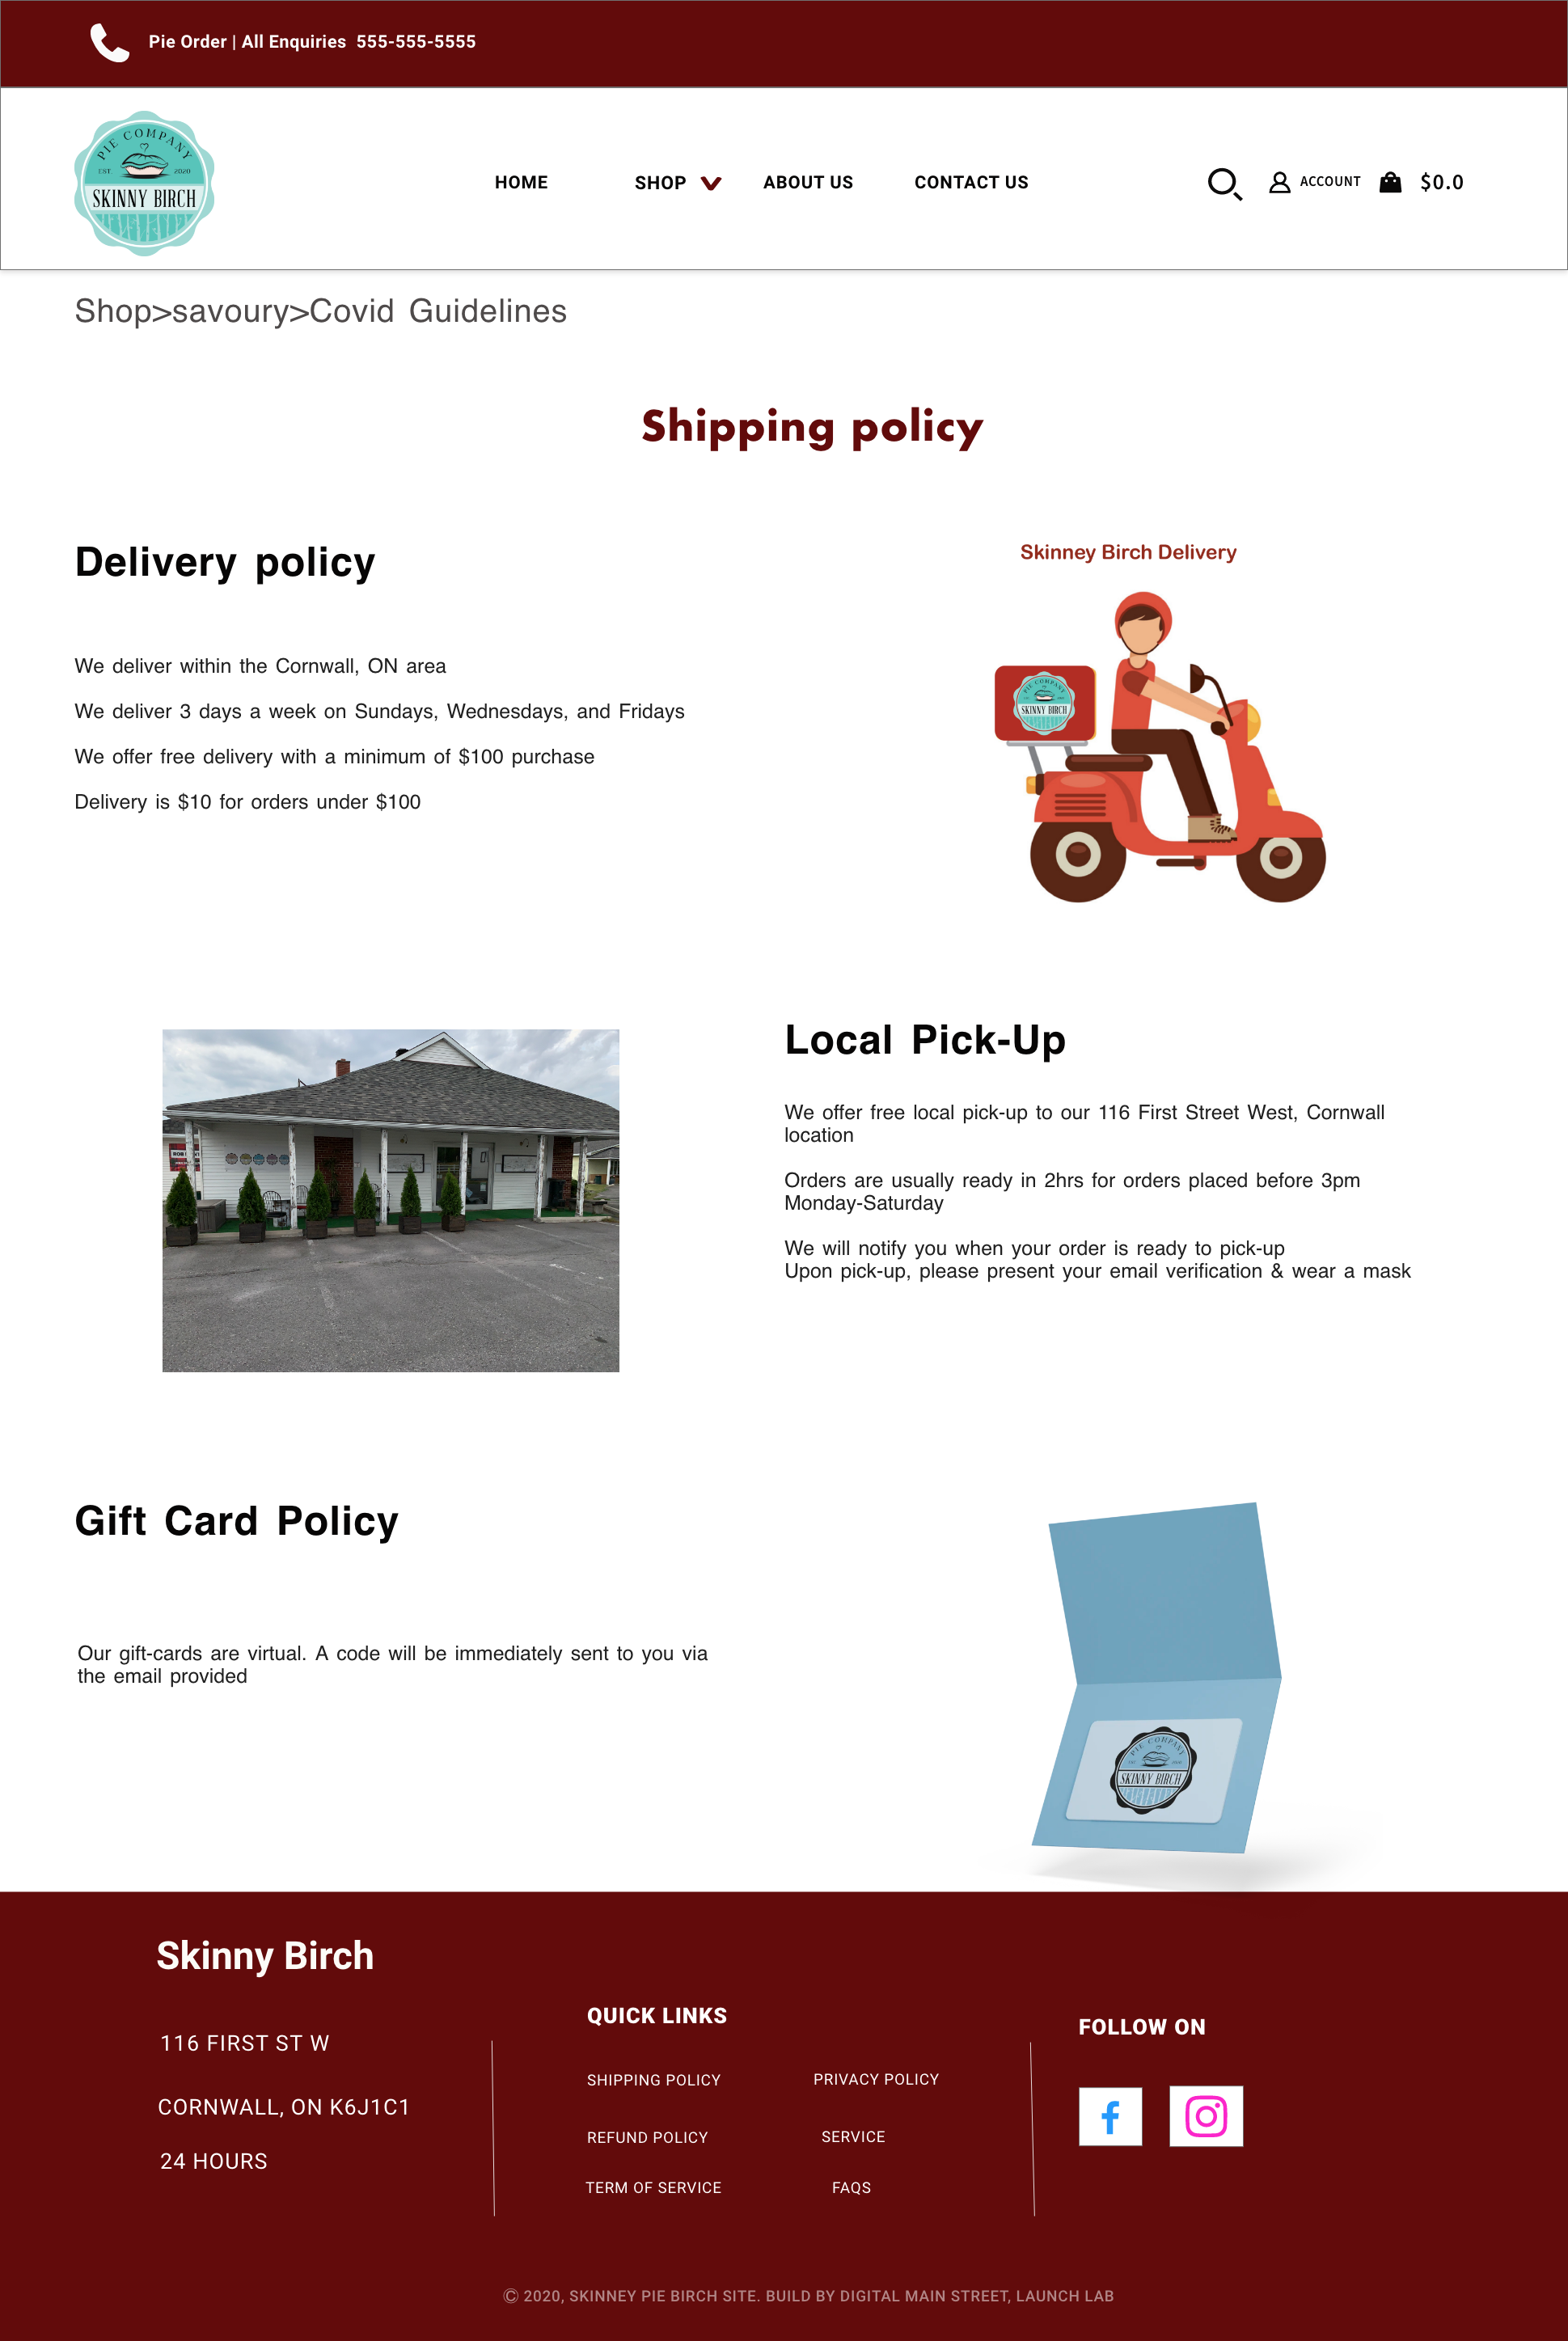 Pie Order | All Enquiries 555-555-5555
PIE COMPANY
EST. 2020
SKINNY BIRCH
HOME SHOP ABOUT US CONTACT US ACCOUNT $0.0
Shop>savoury>Covid Guidelines
Shipping policy
Delivery policy
We deliver within the Cornwall, ON area
We deliver 3 days a week on Sundays, Wednesdays, and Fridays
We offer free delivery with a minimum of $100 purchase
Delivery is $10 for orders under $100
Skinney Birch Delivery
PIE COMPANY
SKINNY BIRCH
Local Pick-Up
We offer free local pick-up to our 116 First Street West, Cornwall
location
Orders are usually ready in 2hrs for orders placed before 3pm
Monday-Saturday
We will notify you when your order is ready to pick-up
Upon pick-up, please present your email verification & wear a mask
Gift Card Policy
Our gift-cards are virtual. A code will be immediately sent to you via
the email provided
PIE COMPANY
SKINNY BIRCH
Skinny Birch
116 FIRST ST W
CORNWALL, ON K6J1C1
24 HOURS
QUICK LINKS
SHIPPING POLICY
REFUND POLICY
TERM OF SERVICE
PRIVACY POLICY
SERVICE
FAQS
FOLLOW ON
© 2020, SKINNEY PIE BIRCH SITE. BUILD BY DIGITAL MAIN STREET, LAUNCH LAB